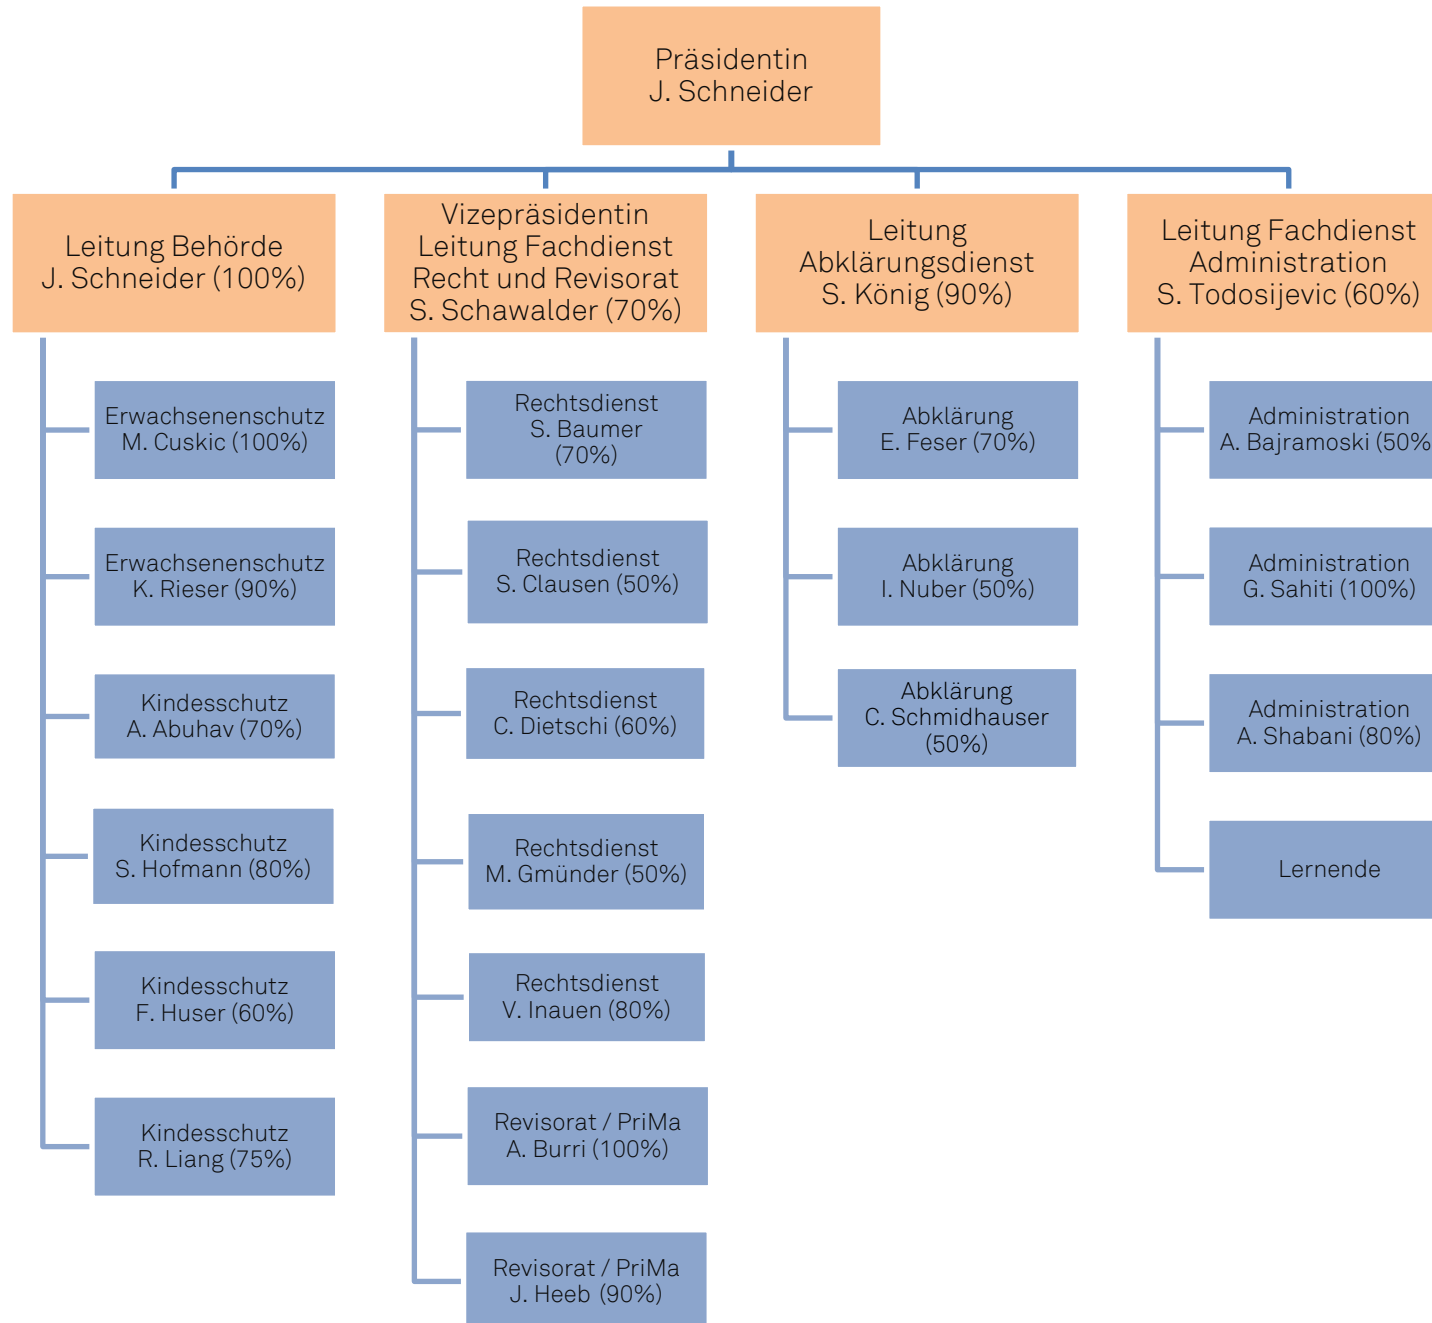 Präsidentin
J. Schneider
Leitung Behörde
J. Schneider (100%)
Vizepräsidentin
Leitung Fachdienst
Recht und Revisorat
S. Schawalder (70%)
Leitung
Abklärungsdienst
S. König (90%)
Leitung Fachdienst
Administration
S. Todosijevic (60%)
Erwachsenenschutz
M. Cuskic (100%)
Erwachsenenschutz
K. Rieser (90%)
Kindesschutz
A. Abuhav (70%)
Kindesschutz
S. Hofmann (80%)
Kindesschutz
F. Huser (60%)
Kindesschutz
R. Liang (75%)
Rechtsdienst
S. Baumer
(70%)
Rechtsdienst
S. Clausen (50%)
Rechtsdienst
C. Dietschi (60%)
Rechtsdienst
M. Gmünder (50%)
Rechtsdienst
V. Inauen (80%)
Revisorat / PriMa
A. Burri (100%)
Revisorat / PriMa
J. Heeb (90%)
Abklärung
E. Feser (70%)
Abklärung
I. Nuber (50%)
Abklärung
C. Schmidhauser
(50%)
Administration
A. Bajramoski (50%
Administration
G. Sahiti (100%)
Administration
A. Shabani (80%)
Lernende